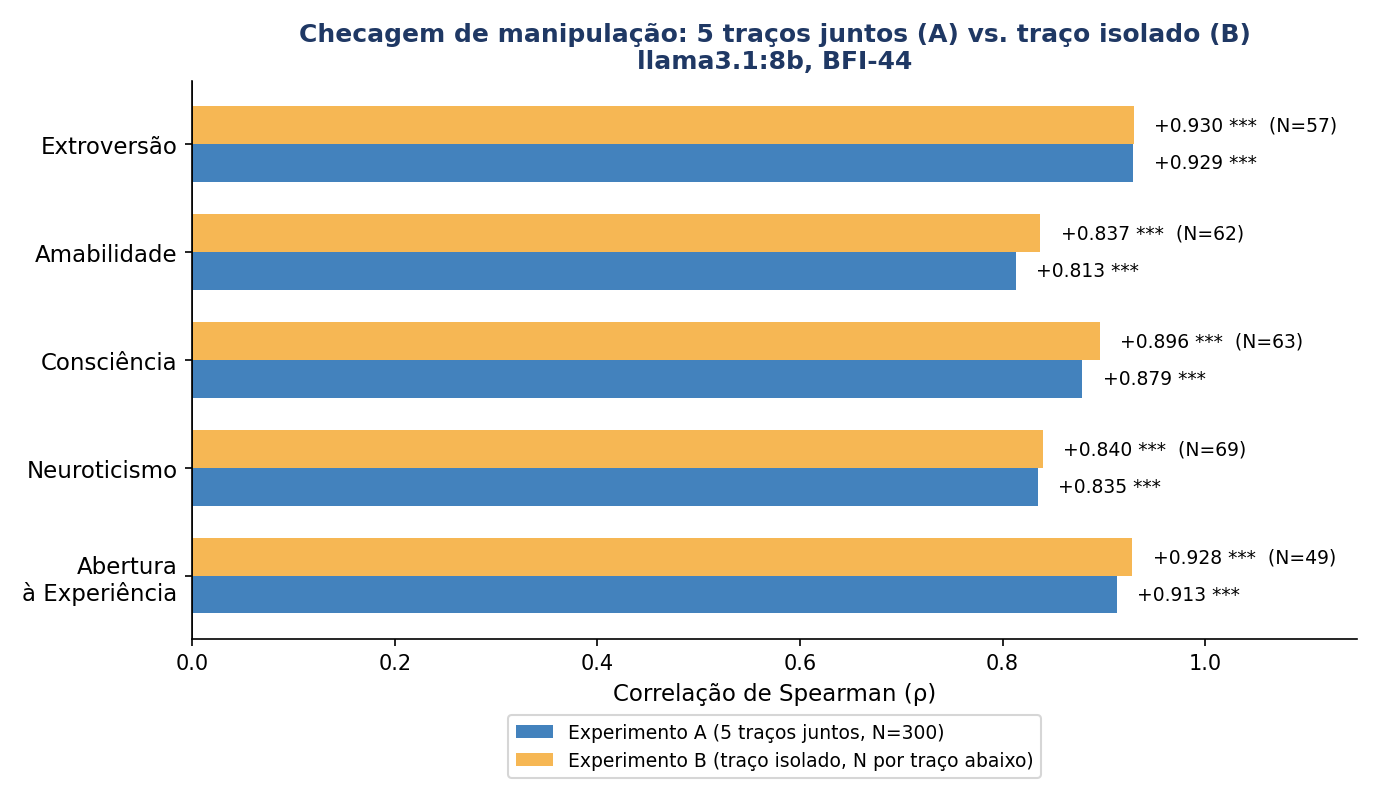 Checagem de manipulação: 5 traços juntos (A) vs. traço isolado (B)
llama3.1:8b, BFI-44
Extroversão
+0.930 *** (N=57)
+0.929 ***
Amabilidade
+0.837 *** (N=62)
+0.813 ***
Consciência
+0.896 *** (N=63)
+0.879 ***
Neuroticismo
+0.840 *** (N=69)
+0.835 ***
Abertura
à Experiência
+0.928 *** (N=49)
+0.913 ***
0.0 0.2 0.4 0.6 0.8 1.0
Correlação de Spearman (ρ)
Experimento A (5 traços juntos, N=300)
Experimento B (traço isolado, N por traço abaixo)